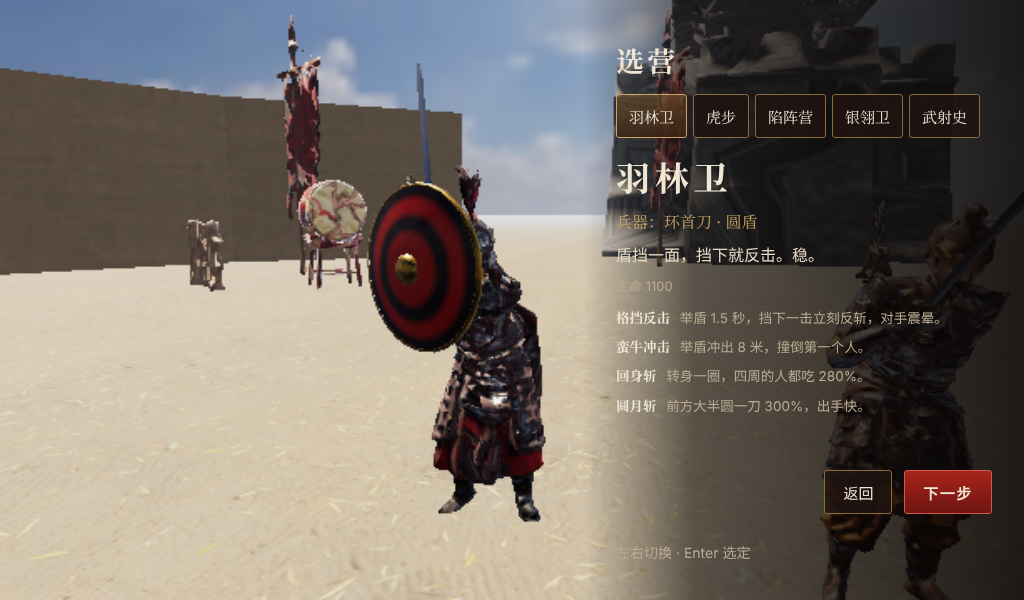 选营
羽林卫 虎步 陷阵营 银翎卫 武射史
羽林卫
兵器：环首刀 · 圆盾
盾挡一面，挡下就反击。稳。
生命 1100
格挡反击 举盾 1.5 秒，挡下一击立刻反斩，对手震晕。
蛮牛冲击 举盾冲出 8 米，撞倒第一个人。
回身斩 转身一圈，四周的人都吃 280%。
圆月斩 前方大半圆一刀 300%，出手快。
返回 下一步
左右切换 · Enter 选定